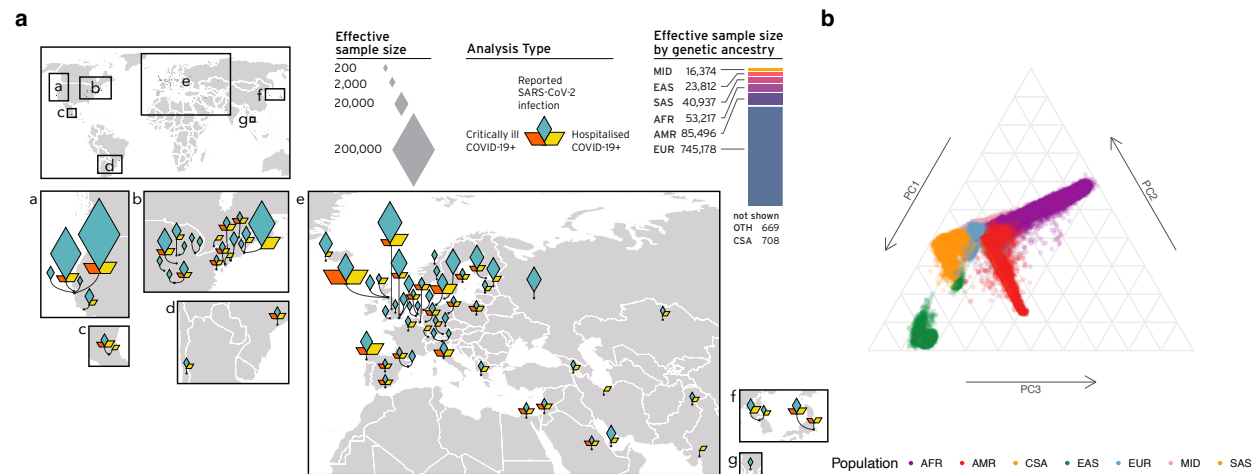 a
b
Effective
sample size
200
2,000
20,000
200,000
Analysis Type
Reported
SARS-CoV-2
infection
Critically ill
COVID-19+
Hospitalised
COVID-19+
Effective sample size
by genetic ancestry
MID 16,374
EAS 23,812
SAS 40,937
AFR 53,217
AMR 85,496
EUR 745,178
not shown
OTH 669
CSA 708
a
b
c
d
e
f
g
a
b
c
d
e
f
g
PC1
PC2
PC3
Population AFR AMR CSA EAS EUR MID SAS